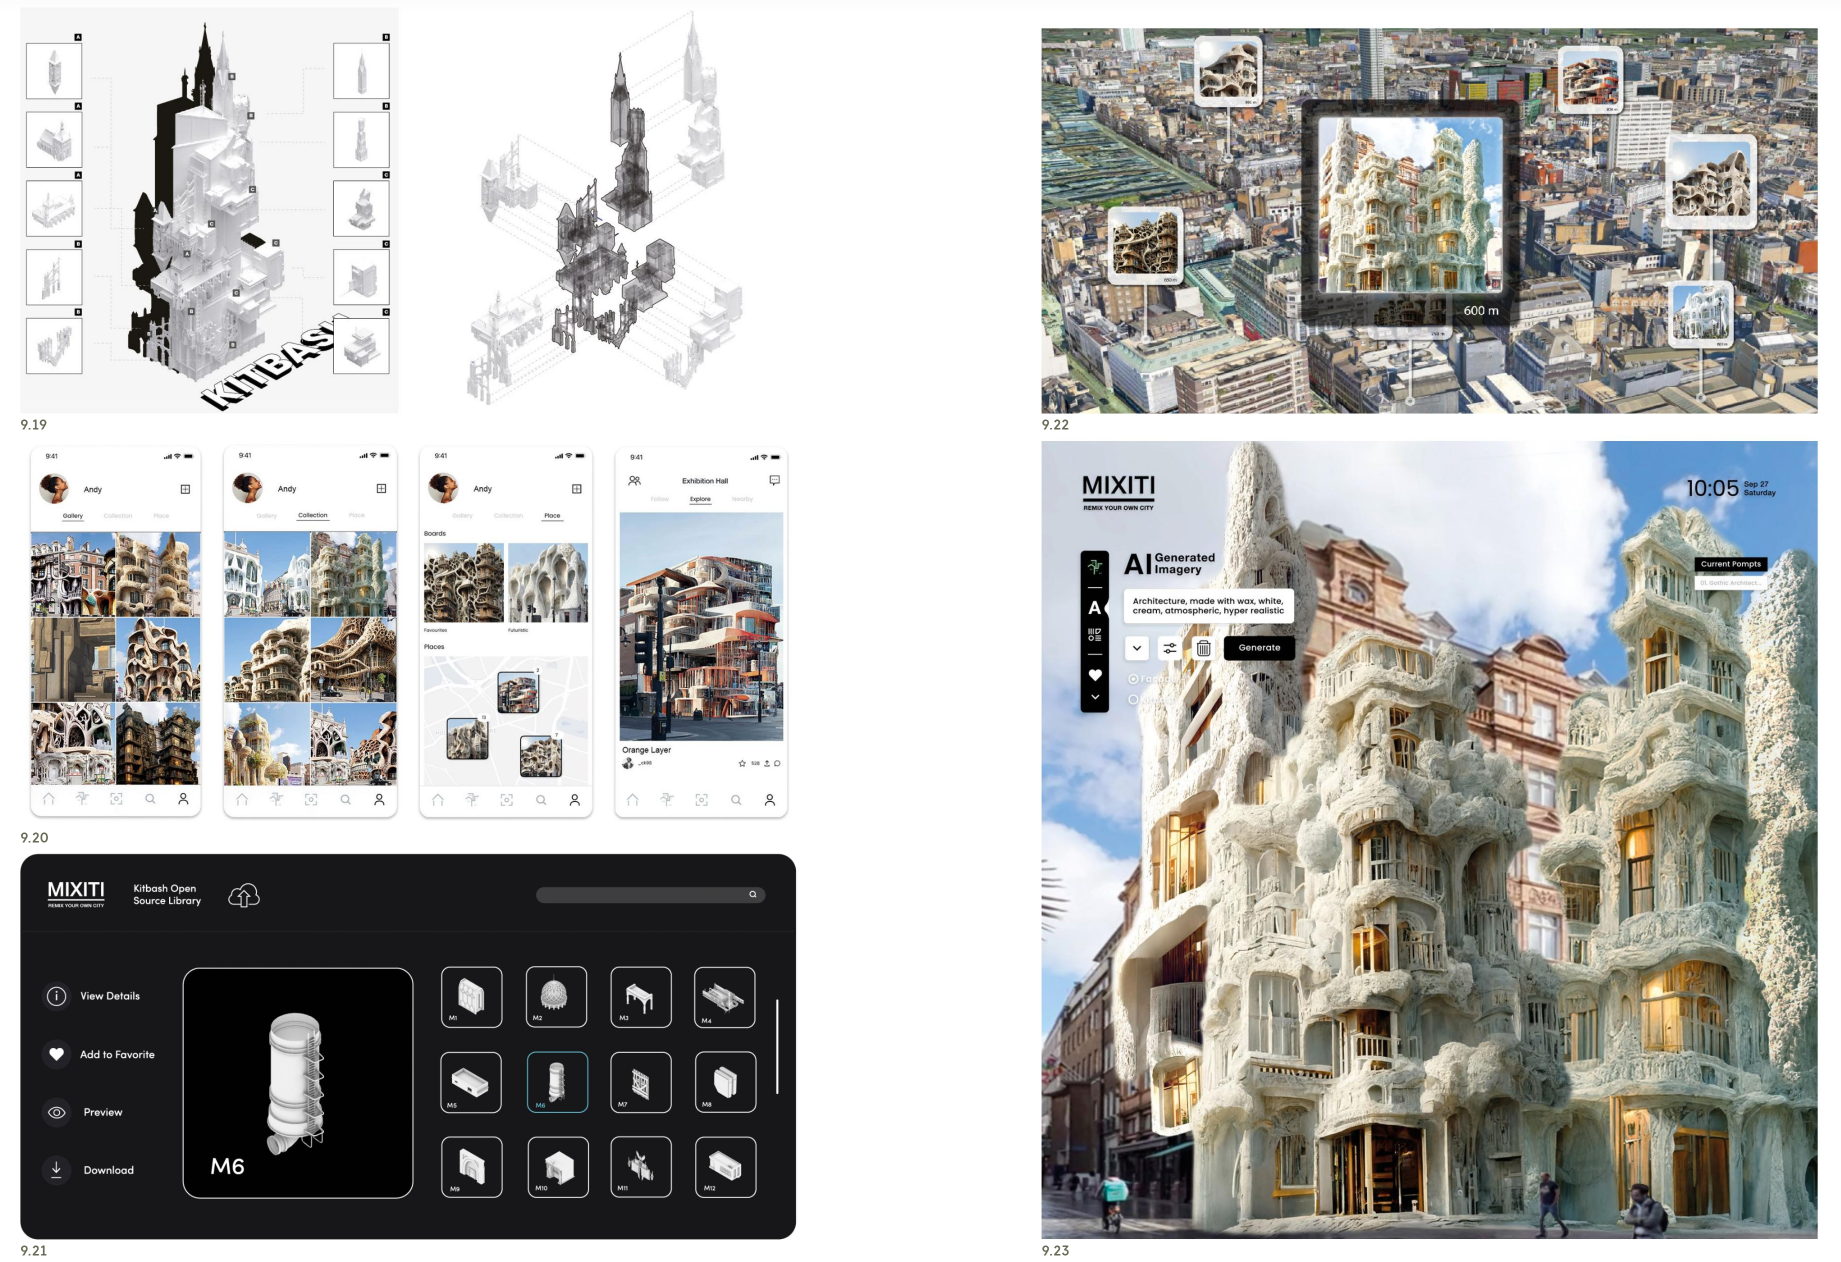 A
A
A
B
B
B
B
C
C
C
B
B
C
C
A
C
A
C
B
B
KITBASH
9.19
9:41
Andy
Gallery Collection Place
9:41
Andy
Gallery Collection Place
9:41
Andy
Gallery Collection Place
Boards
Favourites
Futuristic
Places
9:41
Exhibition Hall
Follow Explore Nearby
Orange Layer
9.20
MIXITI
REMIX YOUR OWN CITY
Kitbash Open
Source Library
View Details
Add to Favorite
Preview
Download
M6
M1
M2
M3
M4
M5
M6
M7
M8
M9
M10
M11
M12
9.21
600 m
9.22
MIXITI
REMIX YOUR OWN CITY
10:05 Sep 27
Saturday
AI Generated
Imagery
Current Pompts
01. Gothic Architect...
A
Architecture, made with wax, white,
cream, atmospheric, hyper realistic
Generate
9.23